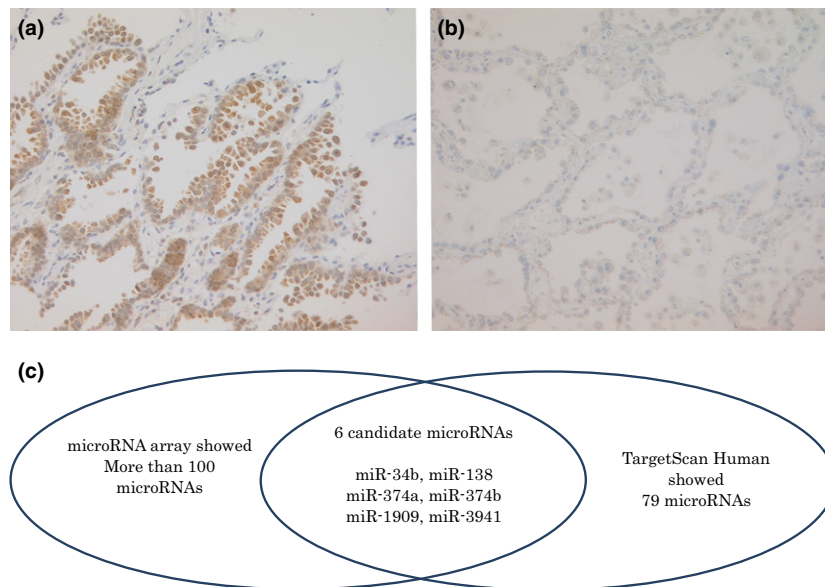 (a)
(b)
(c)
microRNA array showed
More than 100
microRNAs
6 candidate microRNAs
miR-34b, miR-138
miR-374a, miR-374b
miR-1909, miR-3941
TargetScan Human
showed
79 microRNAs